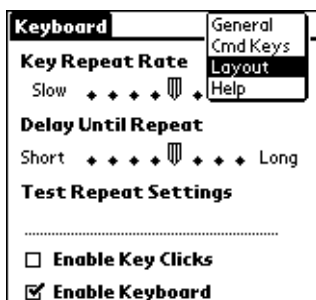 Keyboard
General
Cmd Keys
Layout
Help
Key Repeat Rate
Slow
Delay Until Repeat
Short Long
Test Repeat Settings
Enable Key Clicks
Enable Keyboard